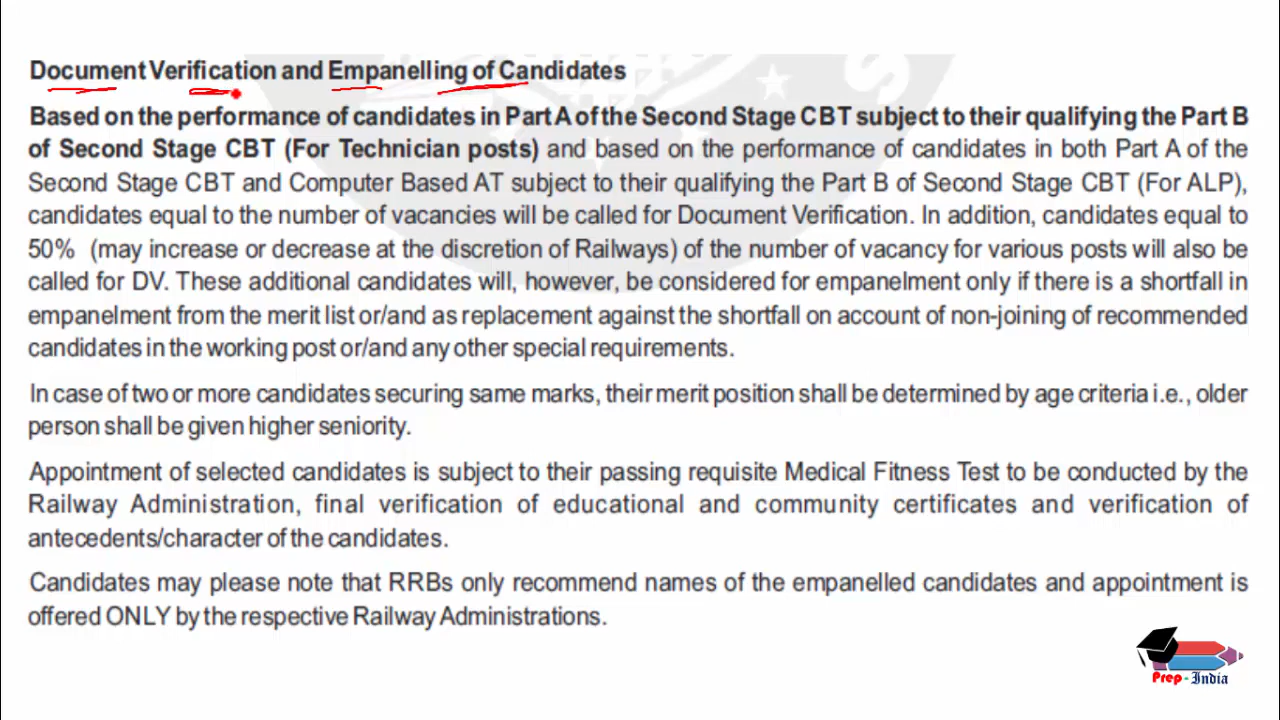 Document Verification and Empanelling of Candidates
Based on the performance of candidates in Part A of the Second Stage CBT subject to their qualifying the Part B
of Second Stage CBT (For Technician posts) and based on the performance of candidates in both Part A of the
Second Stage CBT and Computer Based AT subject to their qualifying the Part B of Second Stage CBT (For ALP),
candidates equal to the number of vacancies will be called for Document Verification. In addition, candidates equal to
50% (may increase or decrease at the discretion of Railways) of the number of vacancy for various posts will also be
called for DV. These additional candidates will, however, be considered for empanelment only if there is a shortfall in
empanelment from the merit list or/and as replacement against the shortfall on account of non-joining of recommended
candidates in the working post or/and any other special requirements.
In case of two or more candidates securing same marks, their merit position shall be determined by age criteria i.e., older
person shall be given higher seniority.
Appointment of selected candidates is subject to their passing requisite Medical Fitness Test to be conducted by the
Railway Administration, final verification of educational and community certificates and verification of
antecedents/character of the candidates.
Candidates may please note that RRBs only recommend names of the empanelled candidates and appointment is
offered ONLY by the respective Railway Administrations.
Prep - India